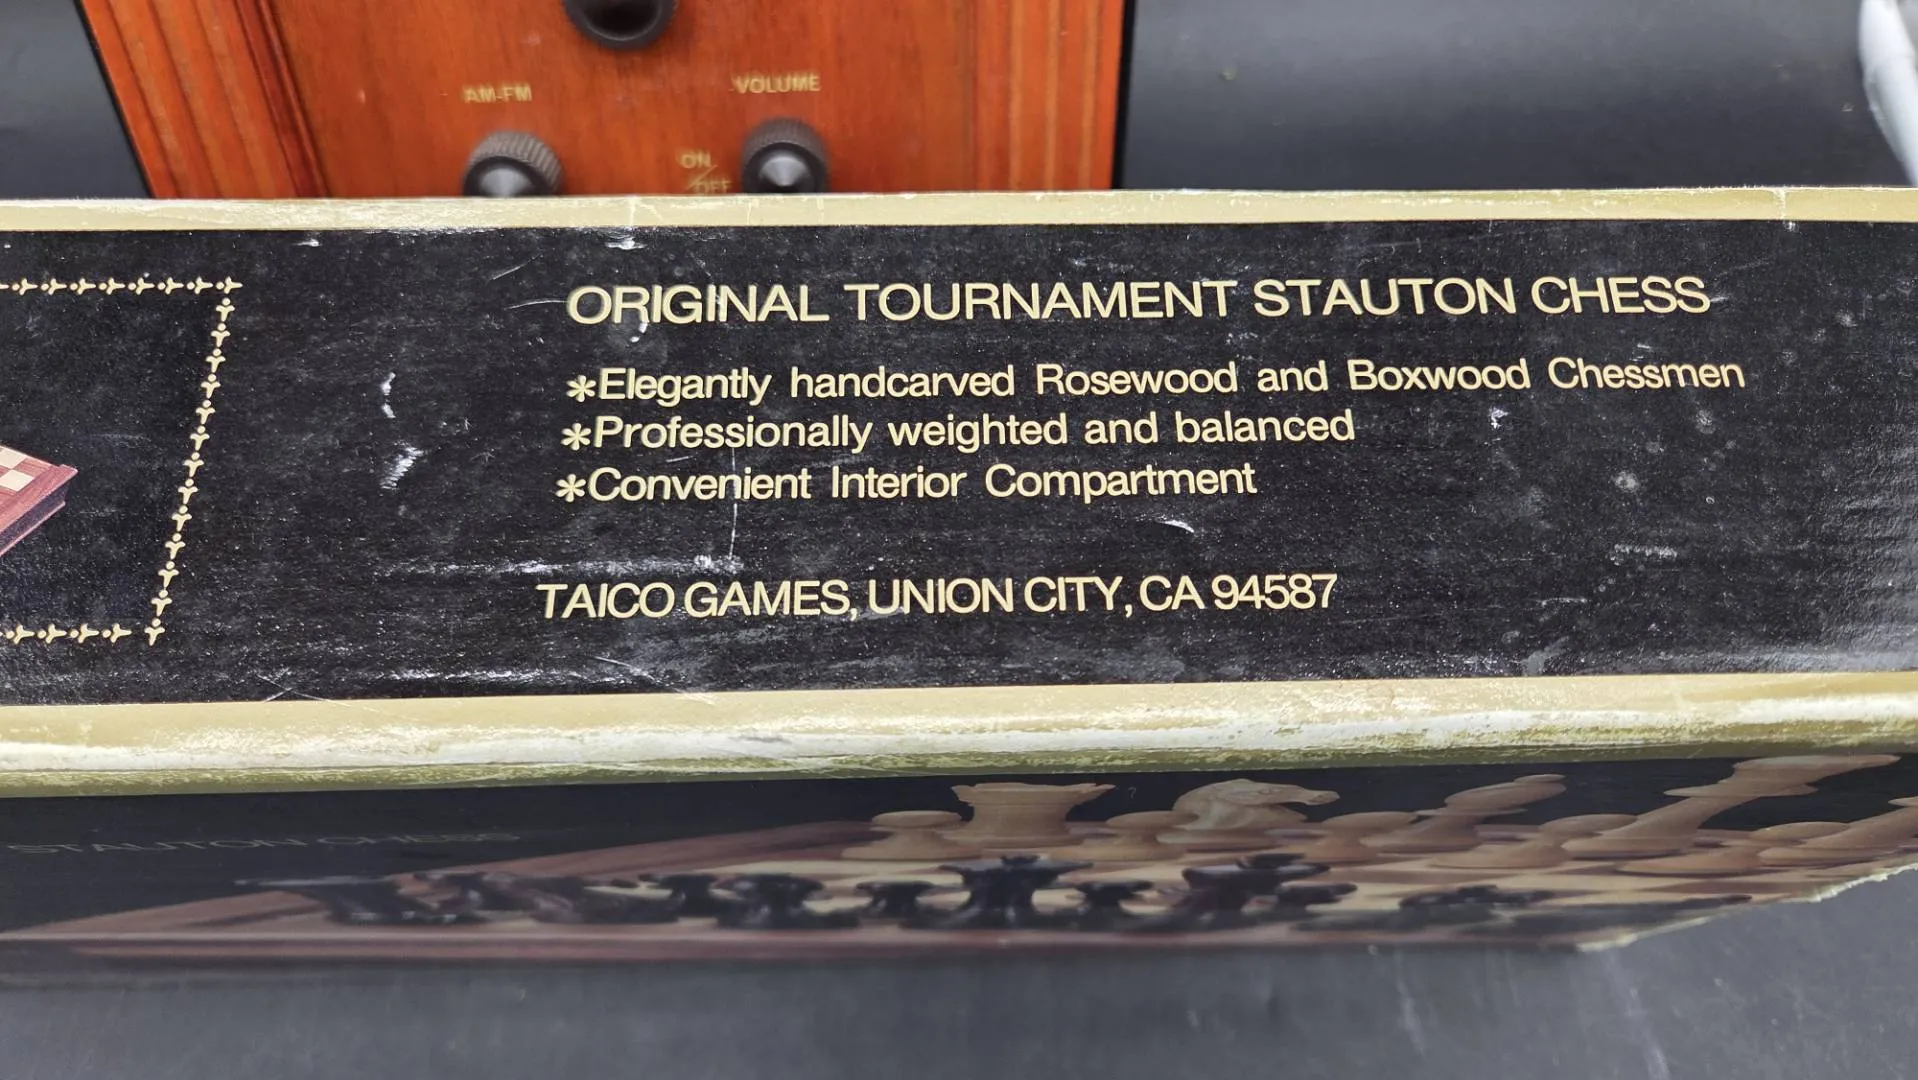 AM-FM
VOLUME
ON
OFF
ORIGINAL TOURNAMENT STAUTON CHESS
*Elegantly handcarved Rosewood and Boxwood Chessmen
*Professionally weighted and balanced
*Convenient Interior Compartment
TAICO GAMES, UNION CITY, CA 94587
STAUTON CHESS